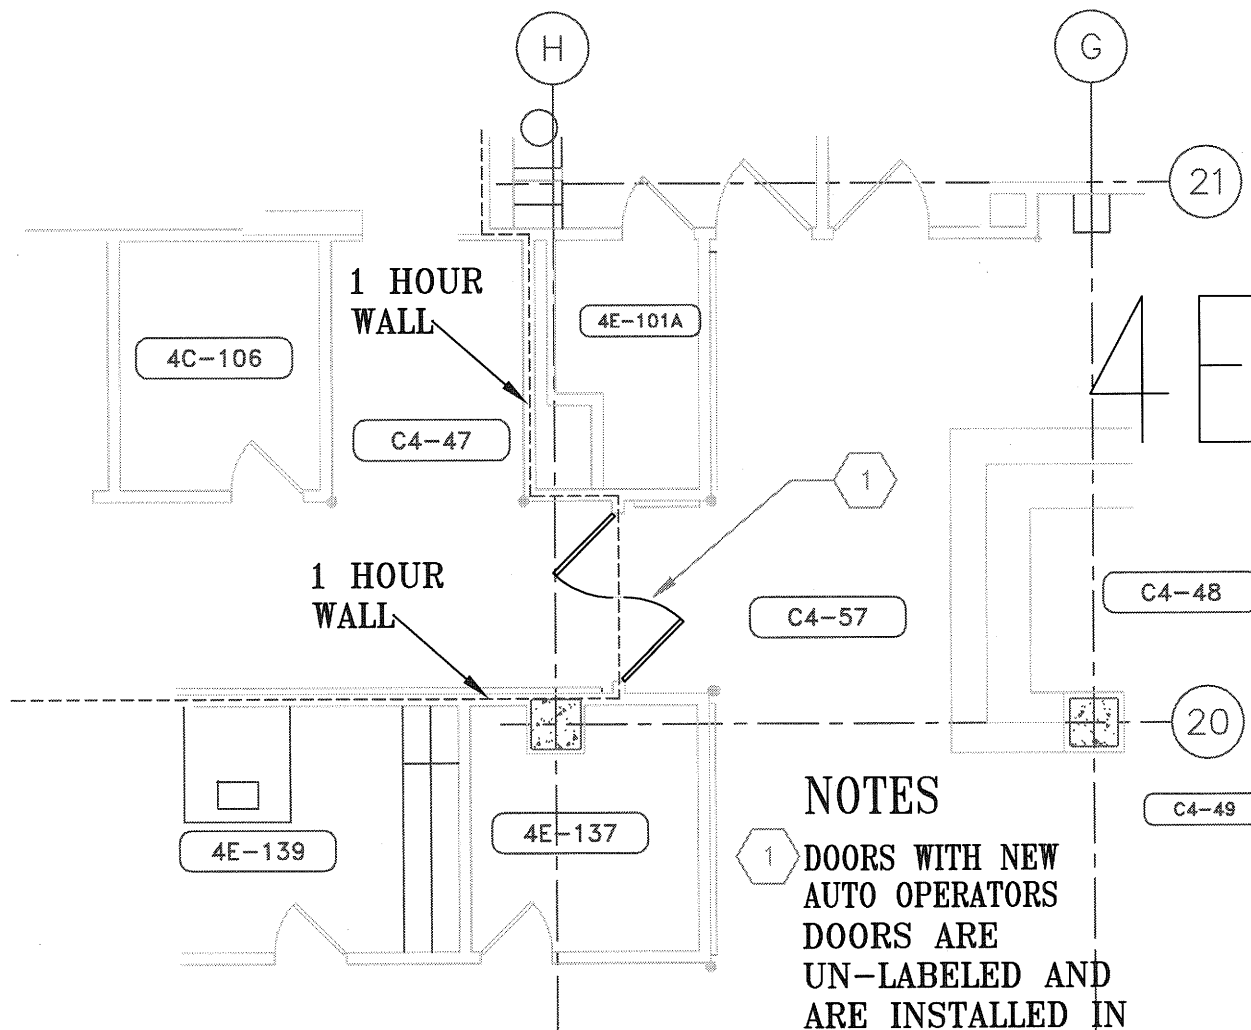 H
G
21
1 HOUR
WALL
4E-101A
4C-106
4E
C4-47
1
1 HOUR
WALL
C4-57
C4-48
20
NOTES
C4-49
4E-137
4E-139
1 DOORS WITH NEW
AUTO OPERATORS
DOORS ARE
UN-LABELED AND
ARE INSTALLED IN